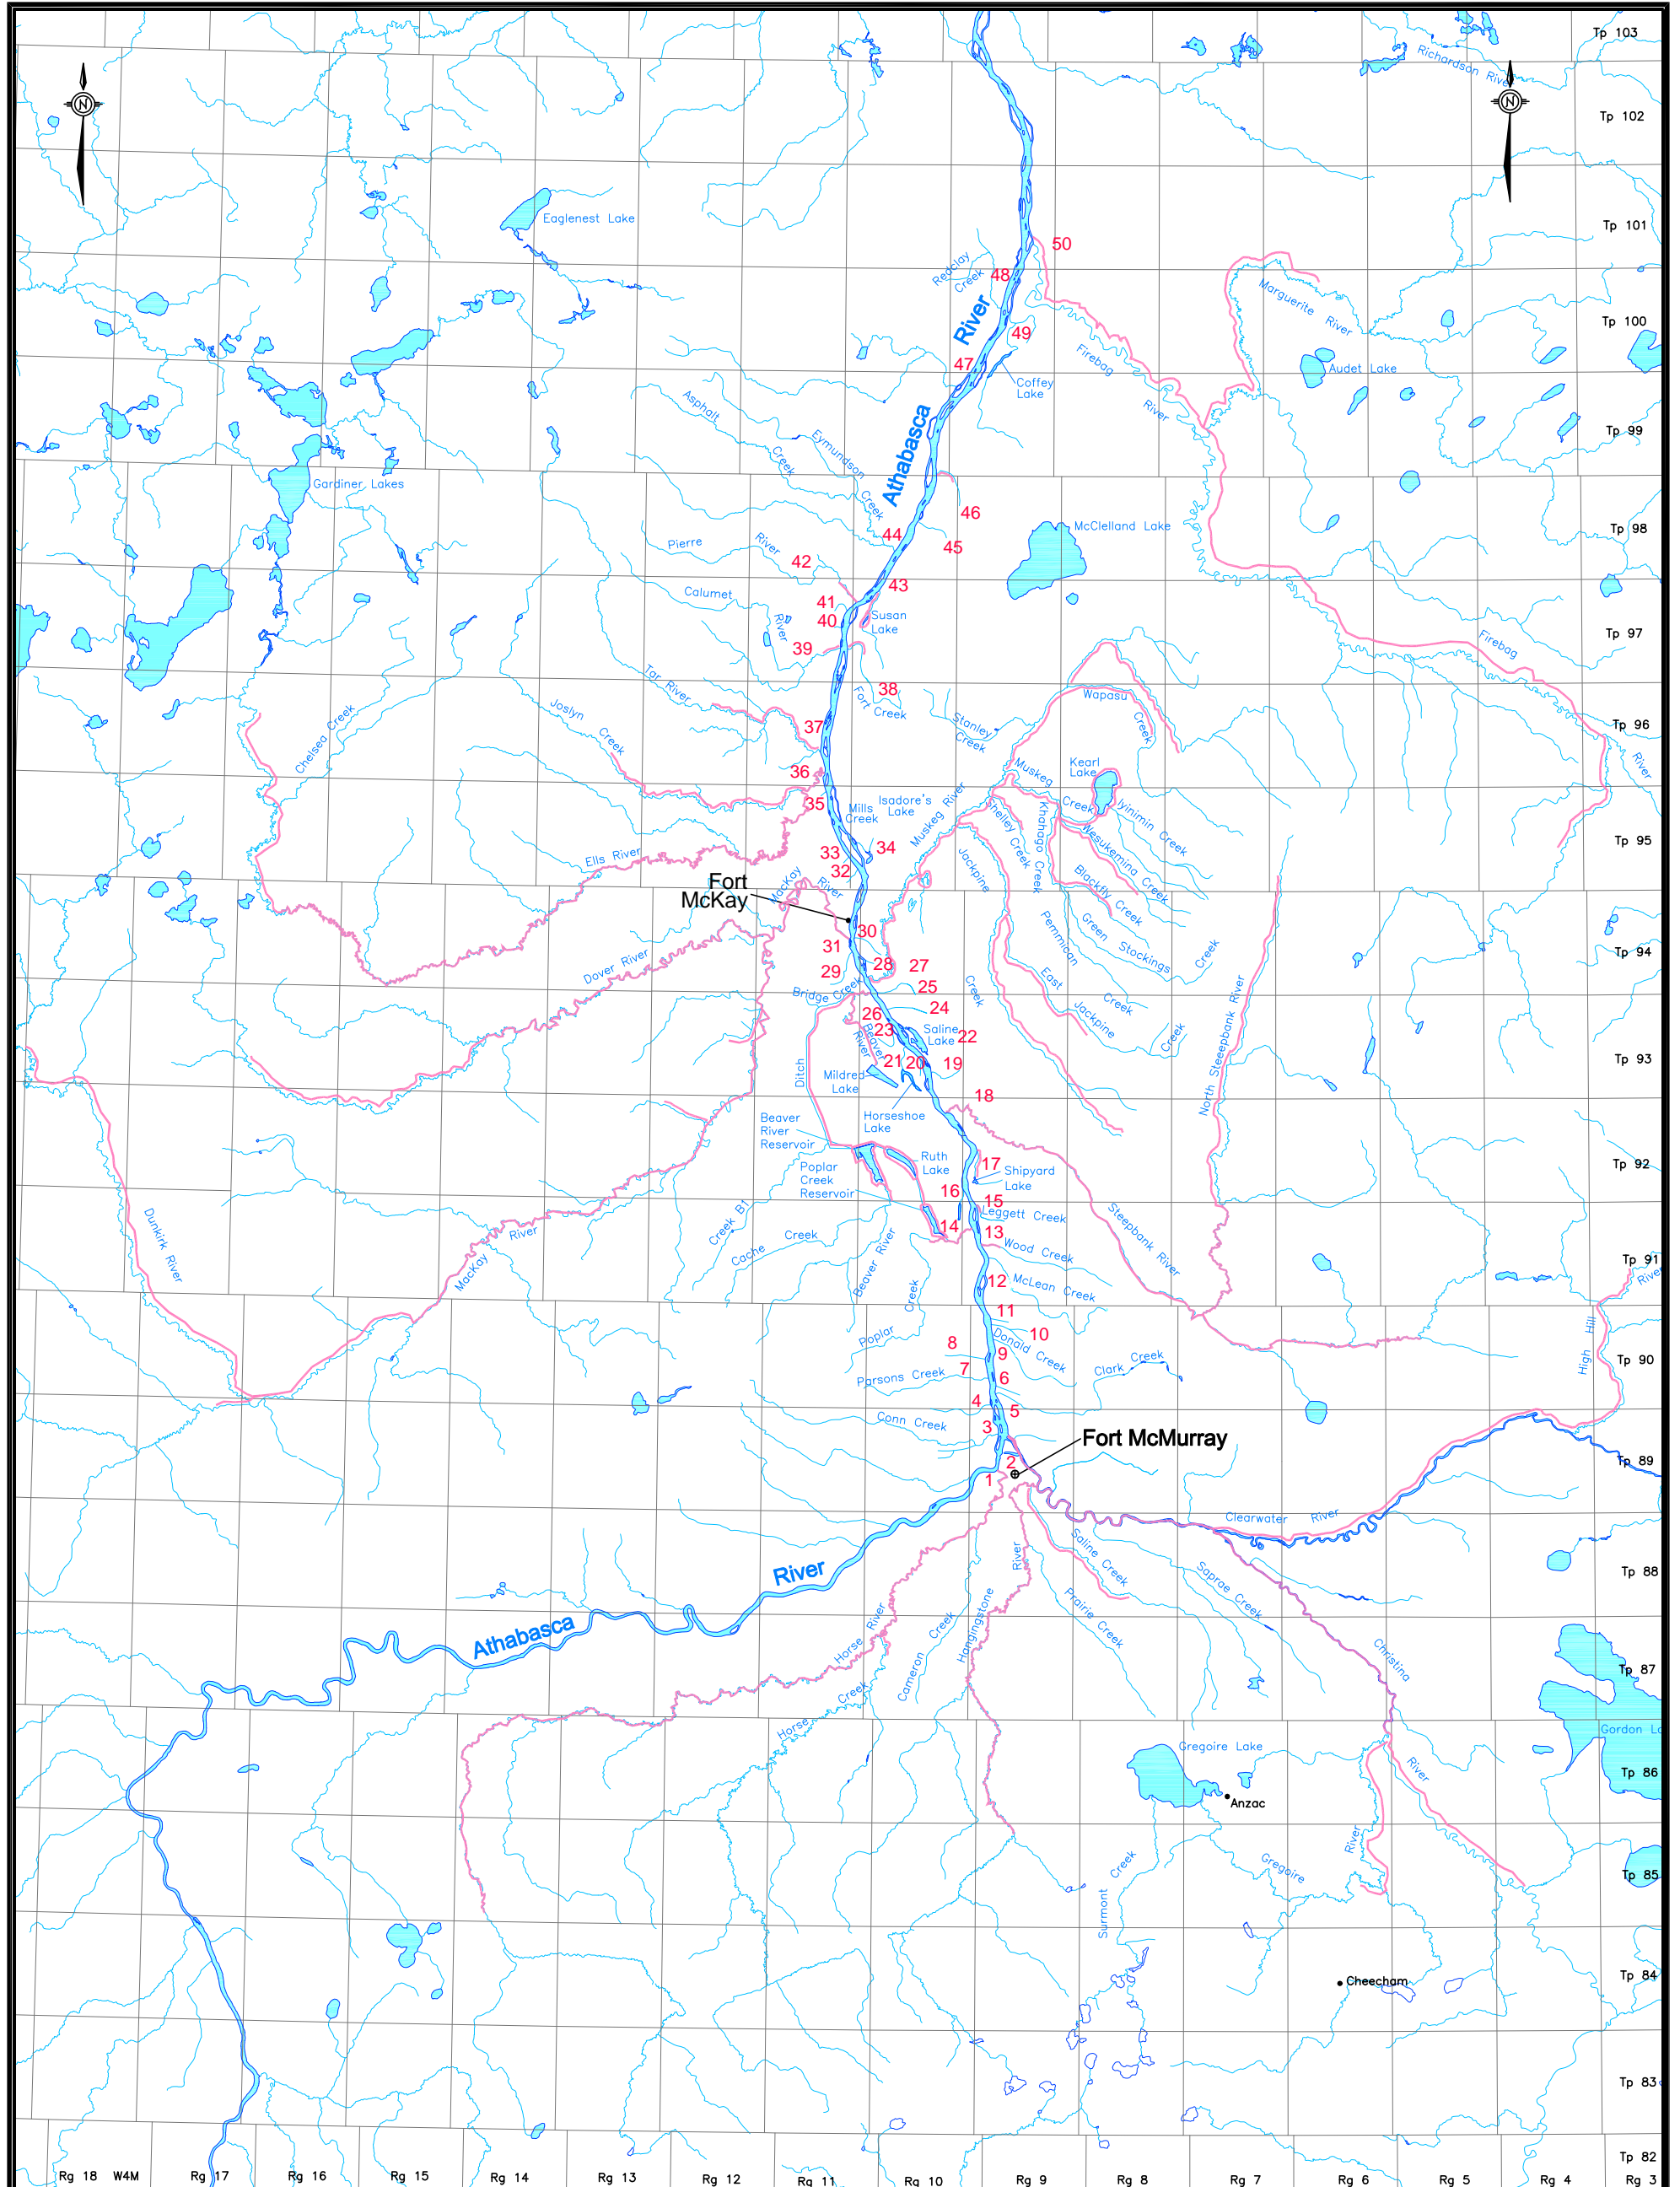 Tp 103
Richardson River
N
N
Tp 102
Eaglenest Lake
Tp 101
50
Redclay
Creek
48
Marguerite River
River
49
Tp 100
47
Firebag
River
Audet Lake
Coffey
Lake
Asphalt
Creek
Athabasca
Eymundson
Creek
Tp 99
Gardiner Lakes
46
McClelland Lake
Tp 98
44
45
Pierre
River
42
43
Calumet
River
41
40
Susan
Lake
Tp 97
39
Firebag
River
Tar River
38
Fort Creek
Wapasu
Creek
Joslyn
Creek
Chelsea Creek
Stanley
Creek
37
Tp 96
36
Muskeg
Creek
Kearl
Lake
35
Mills
Creek
Isadore's
Lake
Muskeg River
Shelley Creek
Khahago Creek
Iyinimin Creek
Wesukemina Creek
Tp 95
33
34
Ells River
32
Jackpine
Creek
Blackfly
Creek
MacKay
River
Fort
McKay
Green Stockings
Creek
Pemmican
Creek
30
31
Tp 94
Dover River
28
27
29
East
Jackpine
Creek
Bridge Creek
25
24
26
North Steepbank River
23
Beaver
River
Saline
Lake
22
Ditch
21
20
19
Tp 93
Mildred
Lake
18
Horseshoe
Lake
Beaver
River
Reservoir
Ruth
Lake
17
Shipyard
Lake
Tp 92
Poplar
Creek
Reservoir
16
15
Leggett Creek
Dunkirk River
MacKay
River
Creek B1
14
13
Steepbank River
Cache
Creek
Wood Creek
Beaver River
Tp 91
River
12
McLean Creek
Poplar
Creek
11
10
High Hill
8
Donald Creek
9
Clark Creek
Tp 90
Parsons Creek
7
6
4
5
Conn Creek
3
Fort McMurray
2
1
Tp 89
Clearwater
River
River
Saline Creek
Saprae Creek
Tp 88
Hangingstone
River
Prairie Creek
Athabasca
Horse River
Cameron
Creek
Christina
River
Tp 87
Horse
Creek
Gregoire Lake
Tp 86
Anzac
Surmont
Creek
Gregoire
River
Tp 85
Cheecham
Tp 84
Tp 83
Tp 82
Rg 18 W4M Rg 17 Rg 16 Rg 15 Rg 14 Rg 13 Rg 12 Rg 11 Rg 10 Rg 9 Rg 8 Rg 7 Rg 6 Rg 5 Rg 4 Rg 3